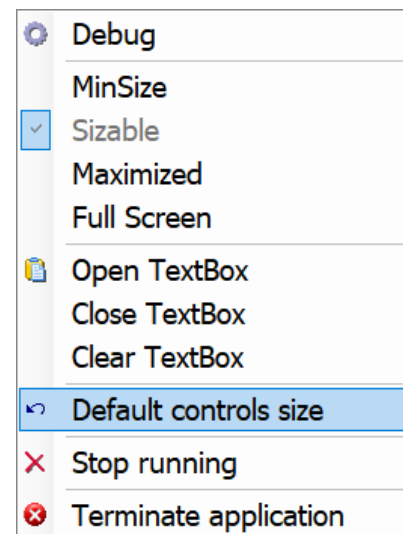 Debug
MinSize
Sizable
Maximized
Full Screen
Open TextBox
Close TextBox
Clear TextBox
Default controls size
Stop running
Terminate application